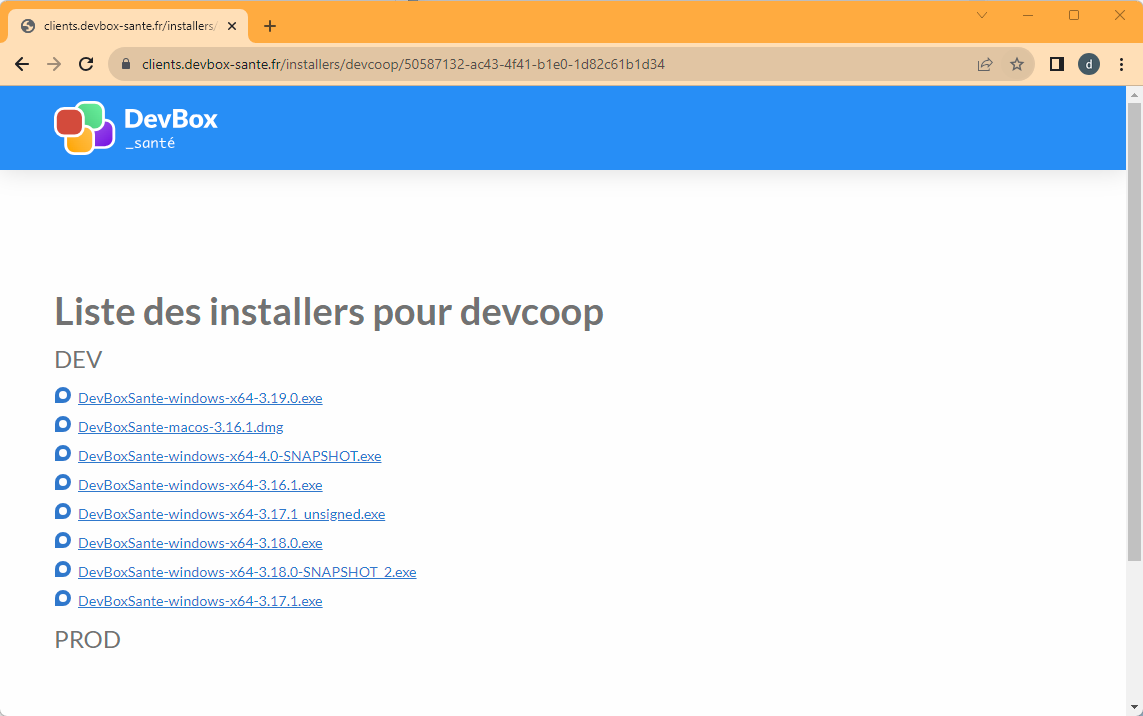 clients.devbox-sante.fr/installers/
clients.devbox-sante.fr/installers/devcoop/50587132-ac43-4f41-b1e0-1d82c61b1d34
d
DevBox
_santé
Liste des installers pour devcoop
DEV
DevBoxSante-windows-x64-3.19.0.exe
DevBoxSante-macos-3.16.1.dmg
DevBoxSante-windows-x64-4.0-SNAPSHOT.exe
DevBoxSante-windows-x64-3.16.1.exe
DevBoxSante-windows-x64-3.17.1_unsigned.exe
DevBoxSante-windows-x64-3.18.0.exe
DevBoxSante-windows-x64-3.18.0-SNAPSHOT_2.exe
DevBoxSante-windows-x64-3.17.1.exe
PROD